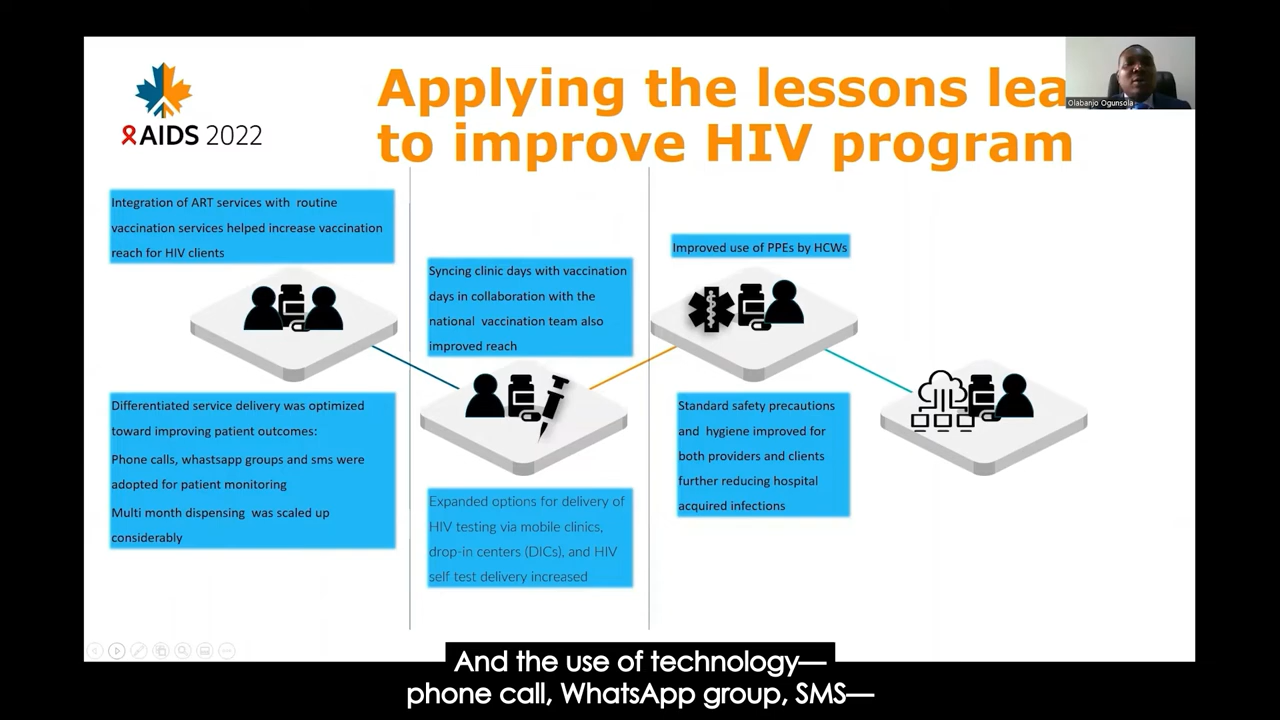 AIDS 2022
Applying the lessons lea
to improve HIV program
Olabanjo Ogunsola
Integration of ART services with routine
vaccination services helped increase vaccination
reach for HIV clients
Differentiated service delivery was optimized
toward improving patient outcomes:
Phone calls, whastsapp groups and sms were
adopted for patient monitoring
Multi month dispensing was scaled up
considerably
Syncing clinic days with vaccination
days in collaboration with the
national vaccination team also
improved reach
Expanded options for delivery of
HIV testing via mobile clinics,
drop-in centers (DICs), and HIV
self test delivery increased
Improved use of PPEs by HCWs
Standard safety precautions
and hygiene improved for
both providers and clients
further reducing hospital
acquired infections
And the use of technology—
phone call, WhatsApp group, SMS—